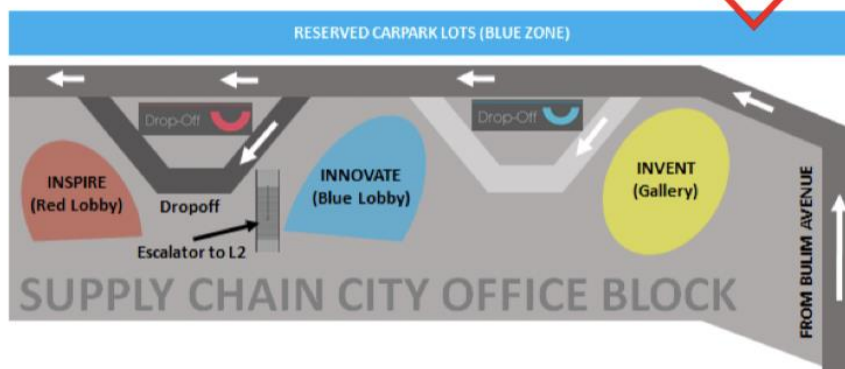 RESERVED CARPARK LOTS (BLUE ZONE)
Drop-Off
Drop-Off
INSPIRE
(Red Lobby)
Dropoff
Escalator to L2
INNOVATE
(Blue Lobby)
INVENT
(Gallery)
FROM BULIM AVENUE
SUPPLY CHAIN CITY OFFICE BLOCK